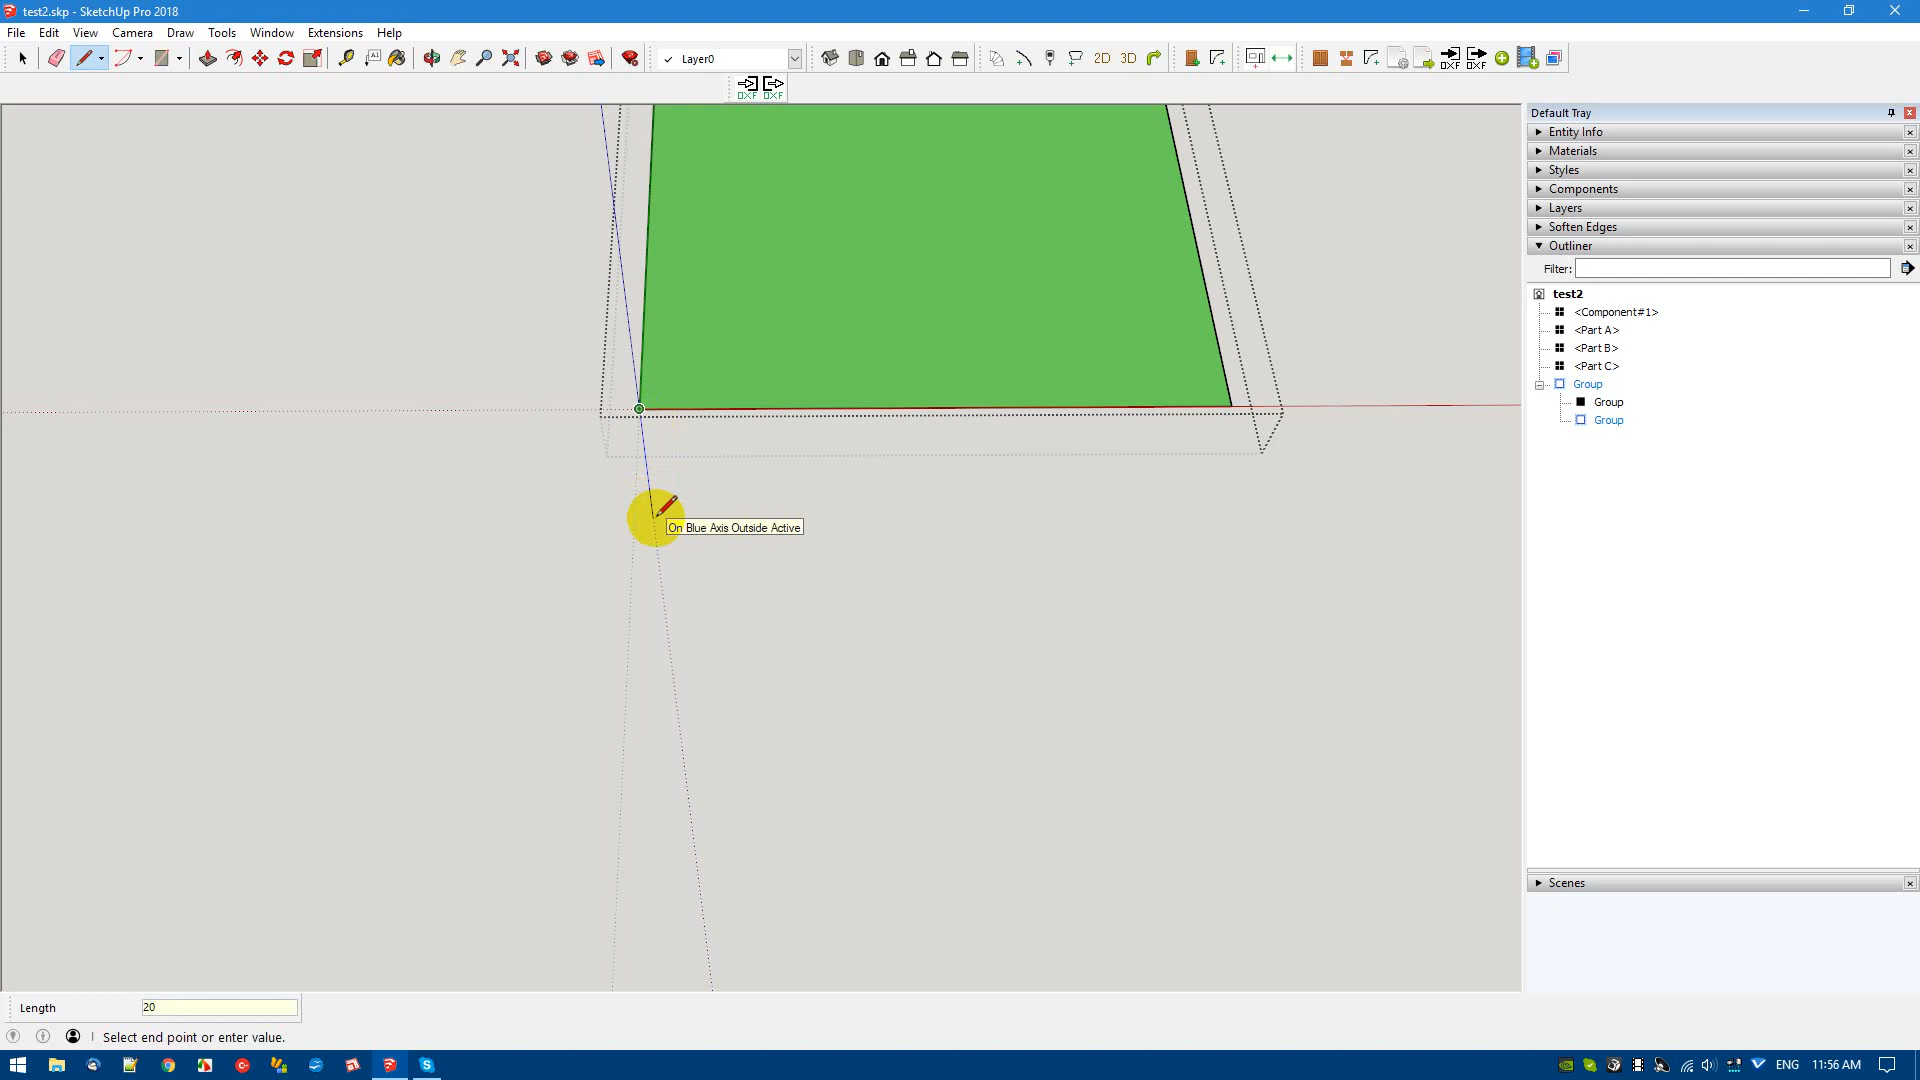 test2.skp - SketchUp Pro 2018
File Edit View Camera Draw Tools Window Extensions Help
Layer0
2D 3D
DXF DXF
DXF DXF
Default Tray
Entity Info
Materials
Styles
Components
Layers
Soften Edges
Outliner
Filter:
test2
<Component#1>
<Part A>
<Part B>
<Part C>
Group
Group
Group
On Blue Axis Outside Active
Scenes
Length 20
Select end point or enter value.
ENG 11:56 AM